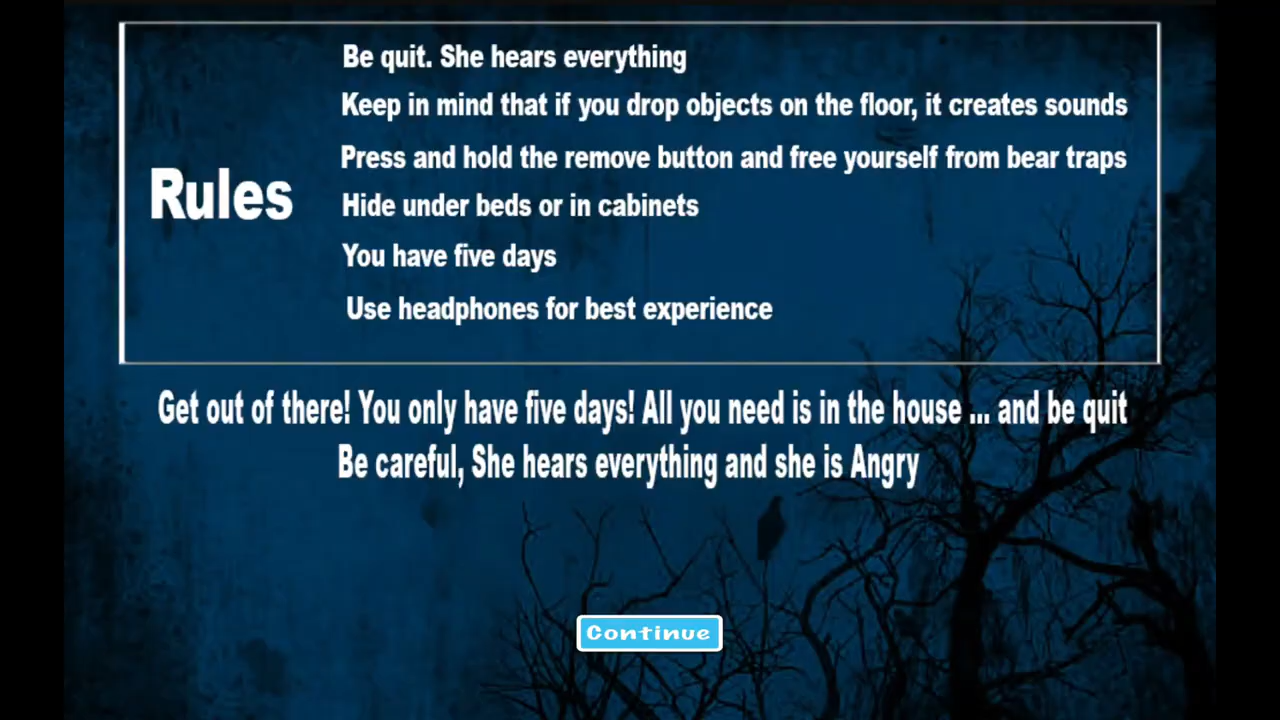 Be quit. She hears everything
Keep in mind that if you drop objects on the floor, it creates sounds
Press and hold the remove button and free yourself from bear traps
Rules
Hide under beds or in cabinets
You have five days
Use headphones for best experience
Get out of there! You only have five days! All you need is in the house ... and be quit
Be careful, She hears everything and she is Angry
Continue